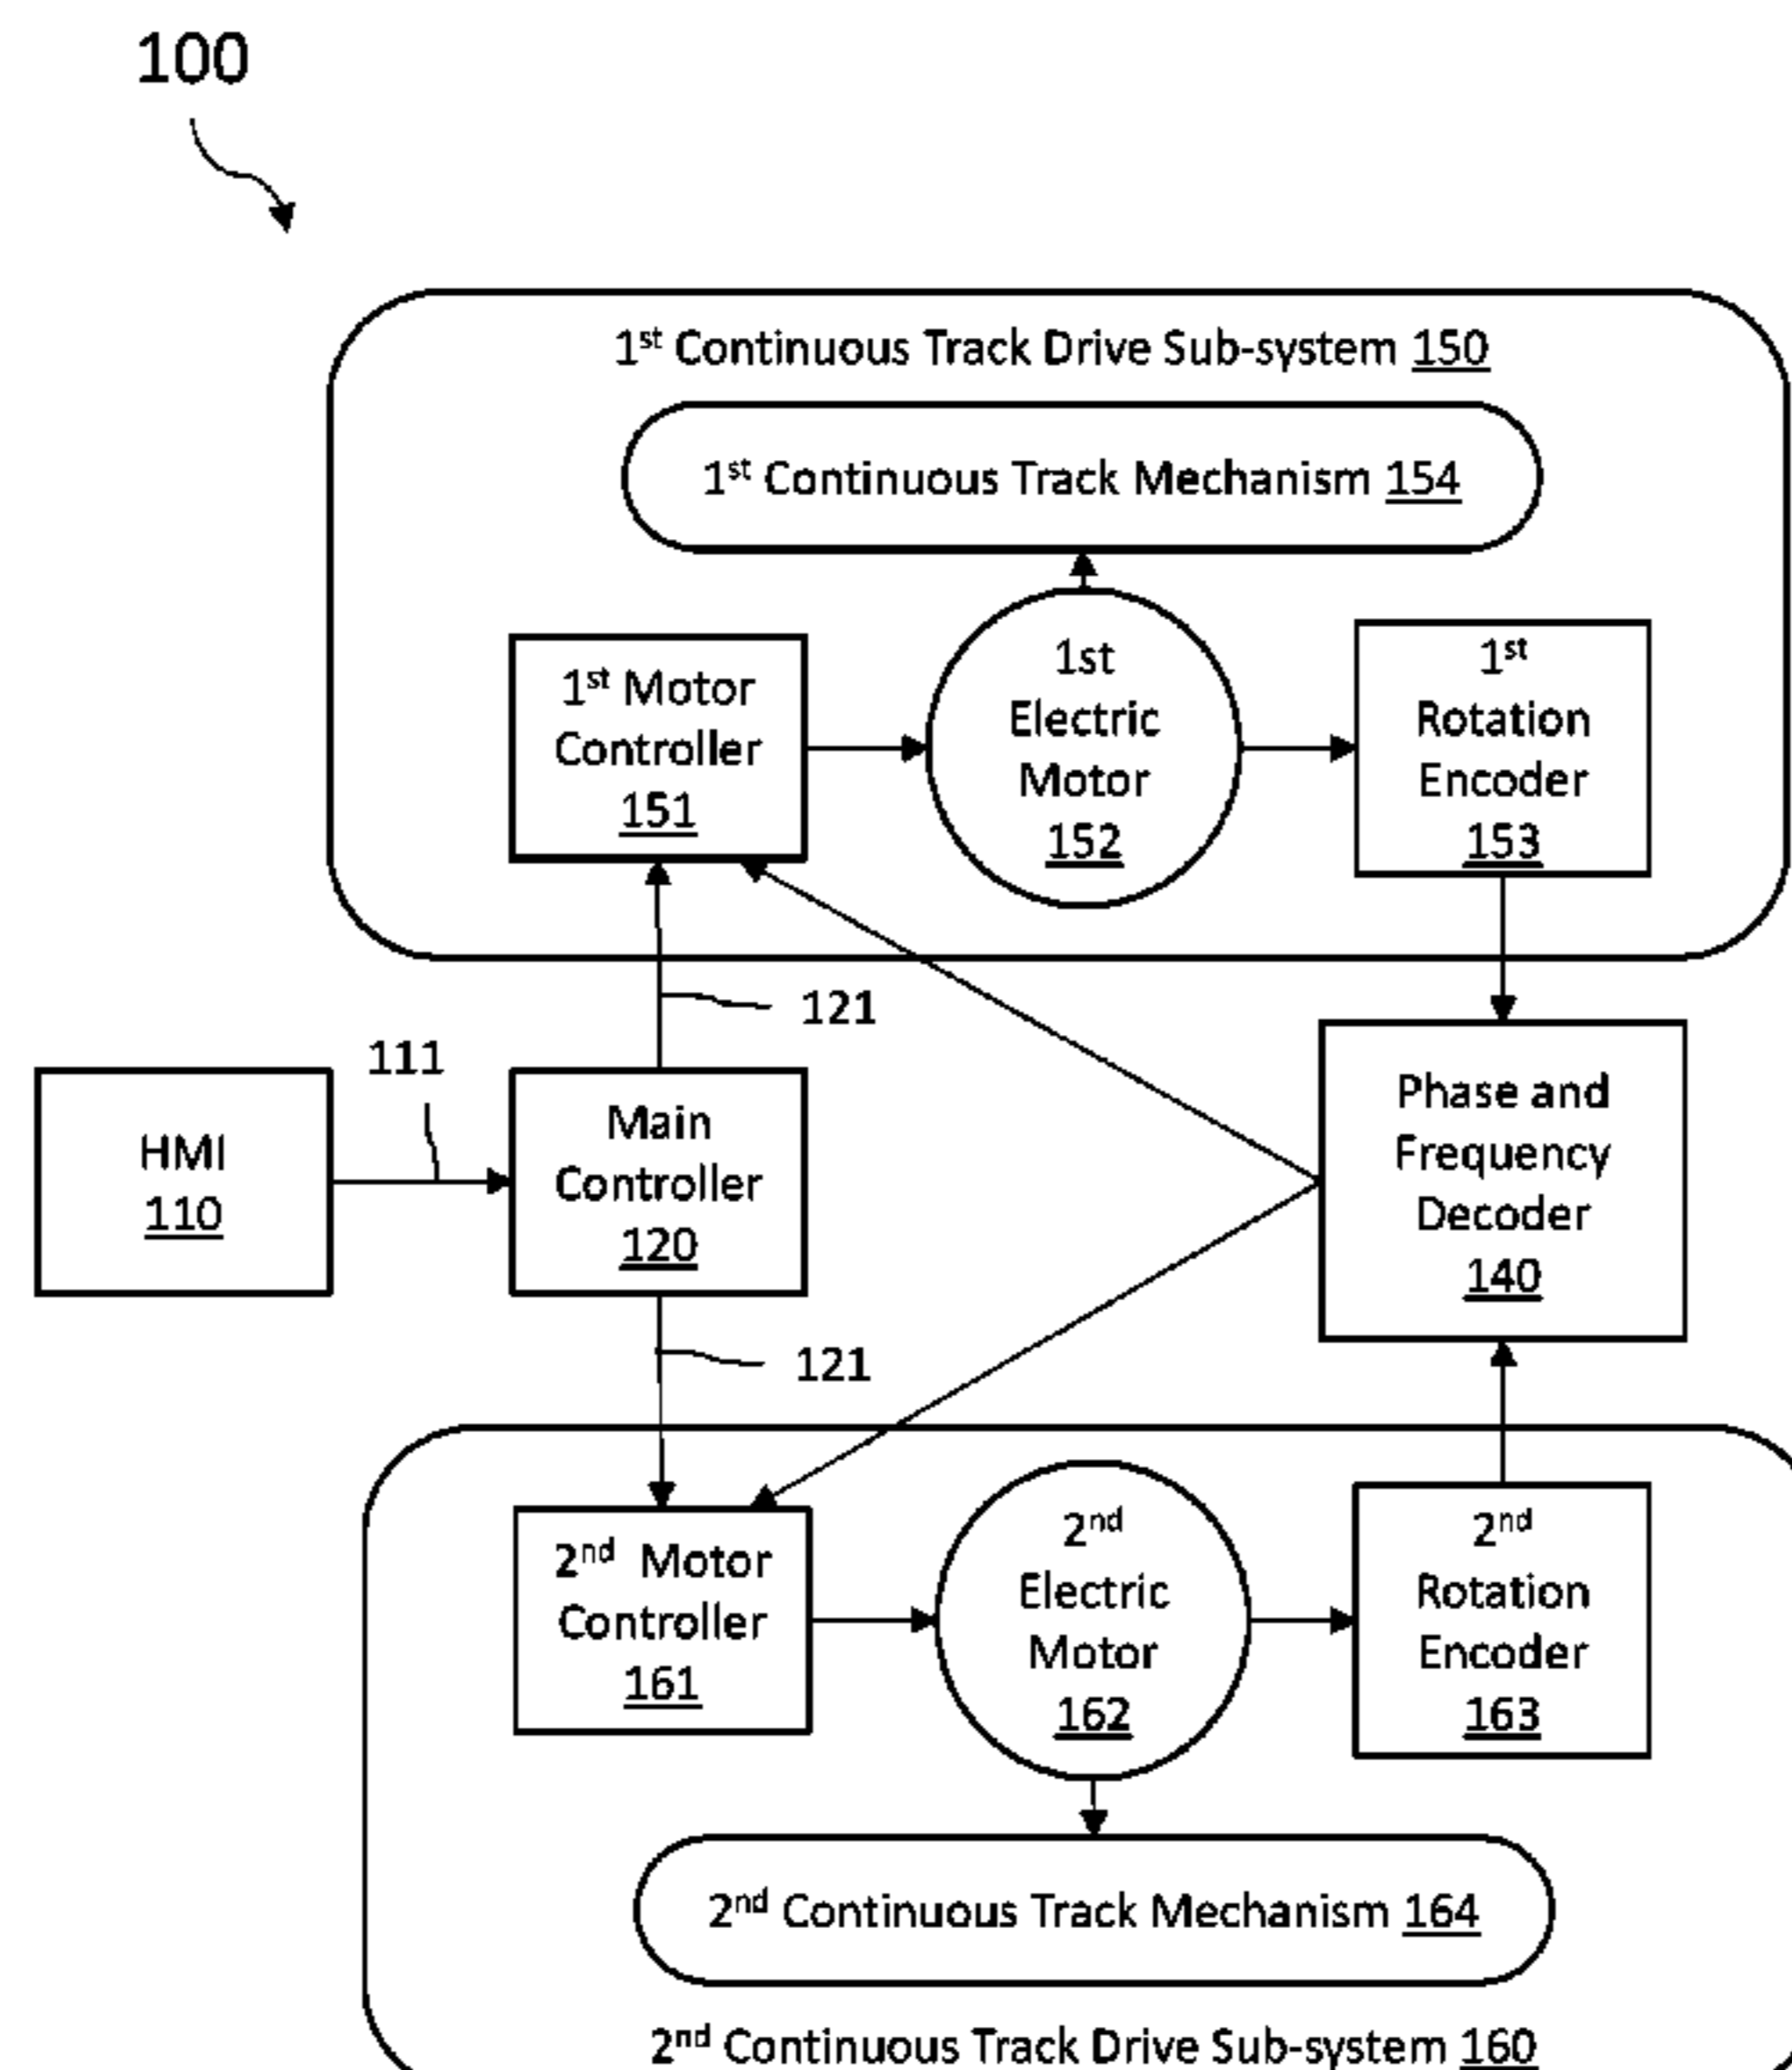 100
1st Continuous Track Drive Sub-system 150
1st Continuous Track Mechanism 154
1st Motor
Controller
151
1st
Electric
Motor
152
1st
Rotation
Encoder
153
121
111
HMI
110
Main
Controller
120
Phase and
Frequency
Decoder
140
121
2nd Motor
Controller
161
2nd
Electric
Motor
162
2nd
Rotation
Encoder
163
2nd Continuous Track Mechanism 164
2nd Continuous Track Drive Sub-system 160